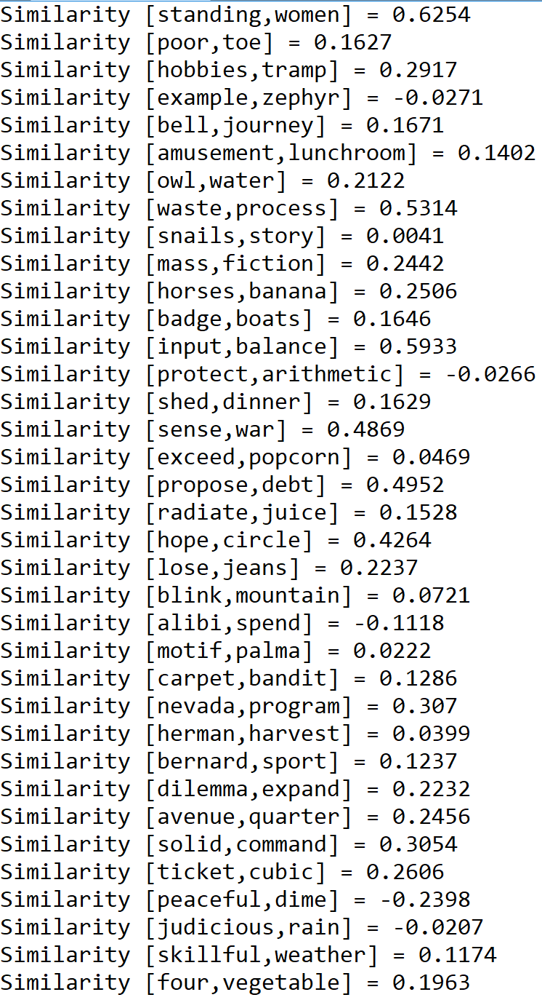 Similarity [standing,women] = 0.6254
Similarity [poor,toe] = 0.1627
Similarity [hobbies,tramp] = 0.2917
Similarity [example,zephyr] = -0.0271
Similarity [bell,journey] = 0.1671
Similarity [amusement,lunchroom] = 0.1402
Similarity [owl,water] = 0.2122
Similarity [waste,process] = 0.5314
Similarity [snails,story] = 0.0041
Similarity [mass,fiction] = 0.2442
Similarity [horses,banana] = 0.2506
Similarity [badge,boats] = 0.1646
Similarity [input,balance] = 0.5933
Similarity [protect,arithmetic] = -0.0266
Similarity [shed,dinner] = 0.1629
Similarity [sense,war] = 0.4869
Similarity [exceed,popcorn] = 0.0469
Similarity [propose,debt] = 0.4952
Similarity [radiate,juice] = 0.1528
Similarity [hope,circle] = 0.4264
Similarity [lose,jeans] = 0.2237
Similarity [blink,mountain] = 0.0721
Similarity [alibi,spend] = -0.1118
Similarity [motif,palma] = 0.0222
Similarity [carpet,bandit] = 0.1286
Similarity [nevada,program] = 0.307
Similarity [herman,harvest] = 0.0399
Similarity [bernard,sport] = 0.1237
Similarity [dilemma,expand] = 0.2232
Similarity [avenue,quarter] = 0.2456
Similarity [solid,command] = 0.3054
Similarity [ticket,cubic] = 0.2606
Similarity [peaceful,dime] = -0.2398
Similarity [judicious,rain] = -0.0207
Similarity [skillful,weather] = 0.1174
Similarity [four,vegetable] = 0.1963